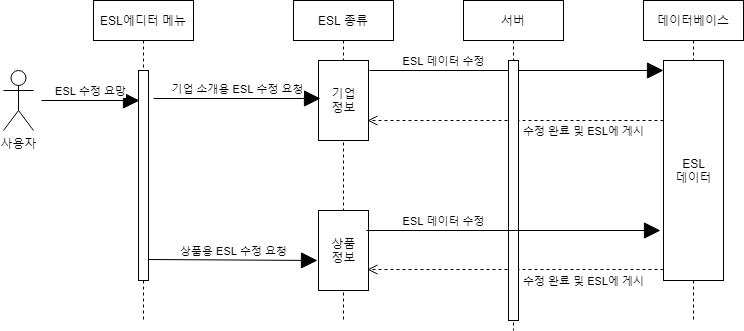 ESL에디터 메뉴
ESL 종류
서버
데이터베이스
ESL 수정 요망
사용자
기업 소개용 ESL 수정 요청
기업
정보
ESL 데이터 수정
수정 완료 및 ESL에 게시
ESL
데이터
상품용 ESL 수정 요청
상품
정보
ESL 데이터 수정
수정 완료 및 ESL에 게시